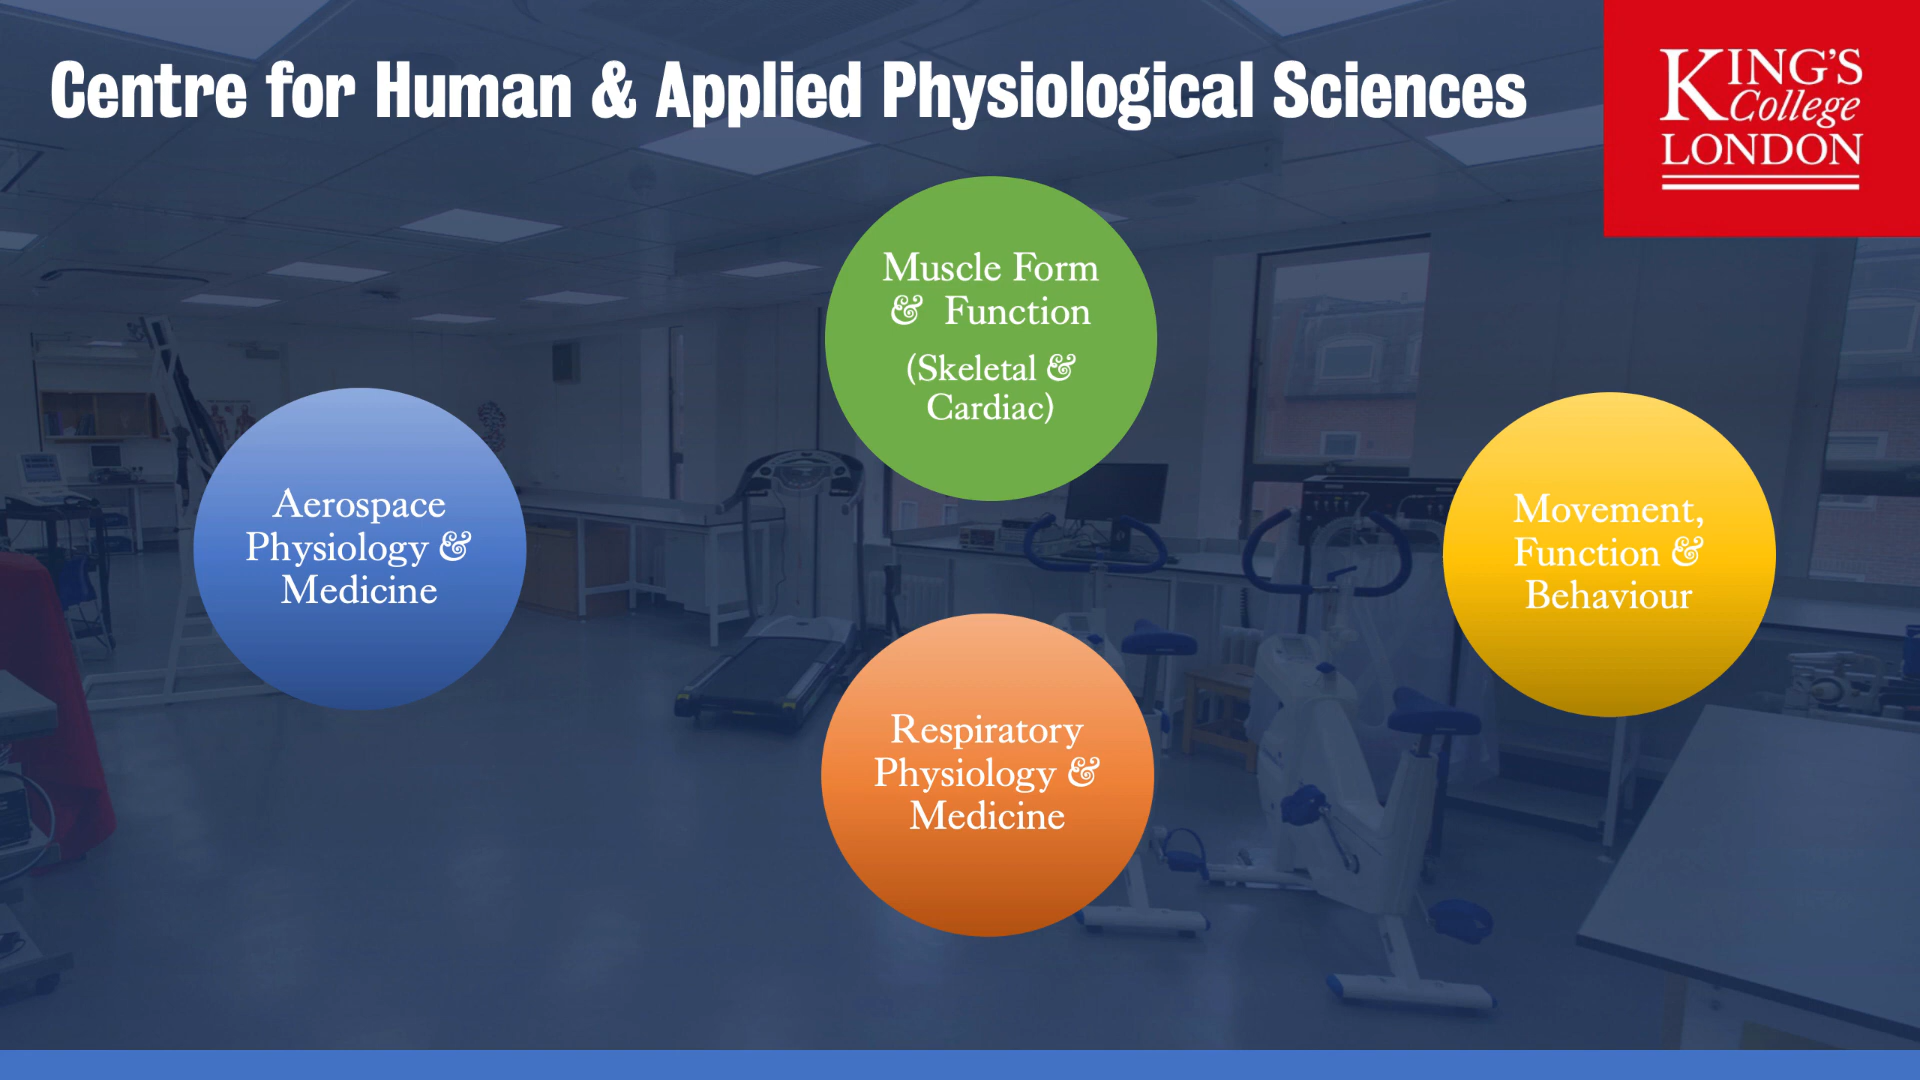 Centre for Human & Applied Physiological Sciences
KING'S
College
LONDON
Muscle Form
& Function
(Skeletal &
Cardiac)
Aerospace
Physiology &
Medicine
Movement,
Function &
Behaviour
Respiratory
Physiology &
Medicine